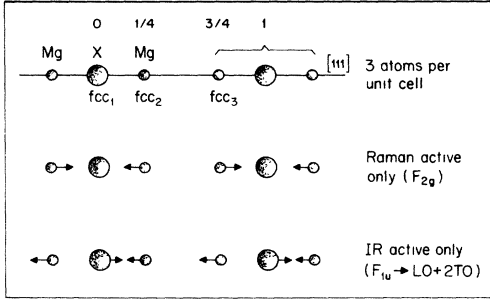 0 1/4 3/4 1
Mg X Mg
[111] 3 atoms per
unit cell
fcc₁ fcc₂ fcc₃
Raman active
only (F₂g)
IR active only
(F₁u → LO+2TO)